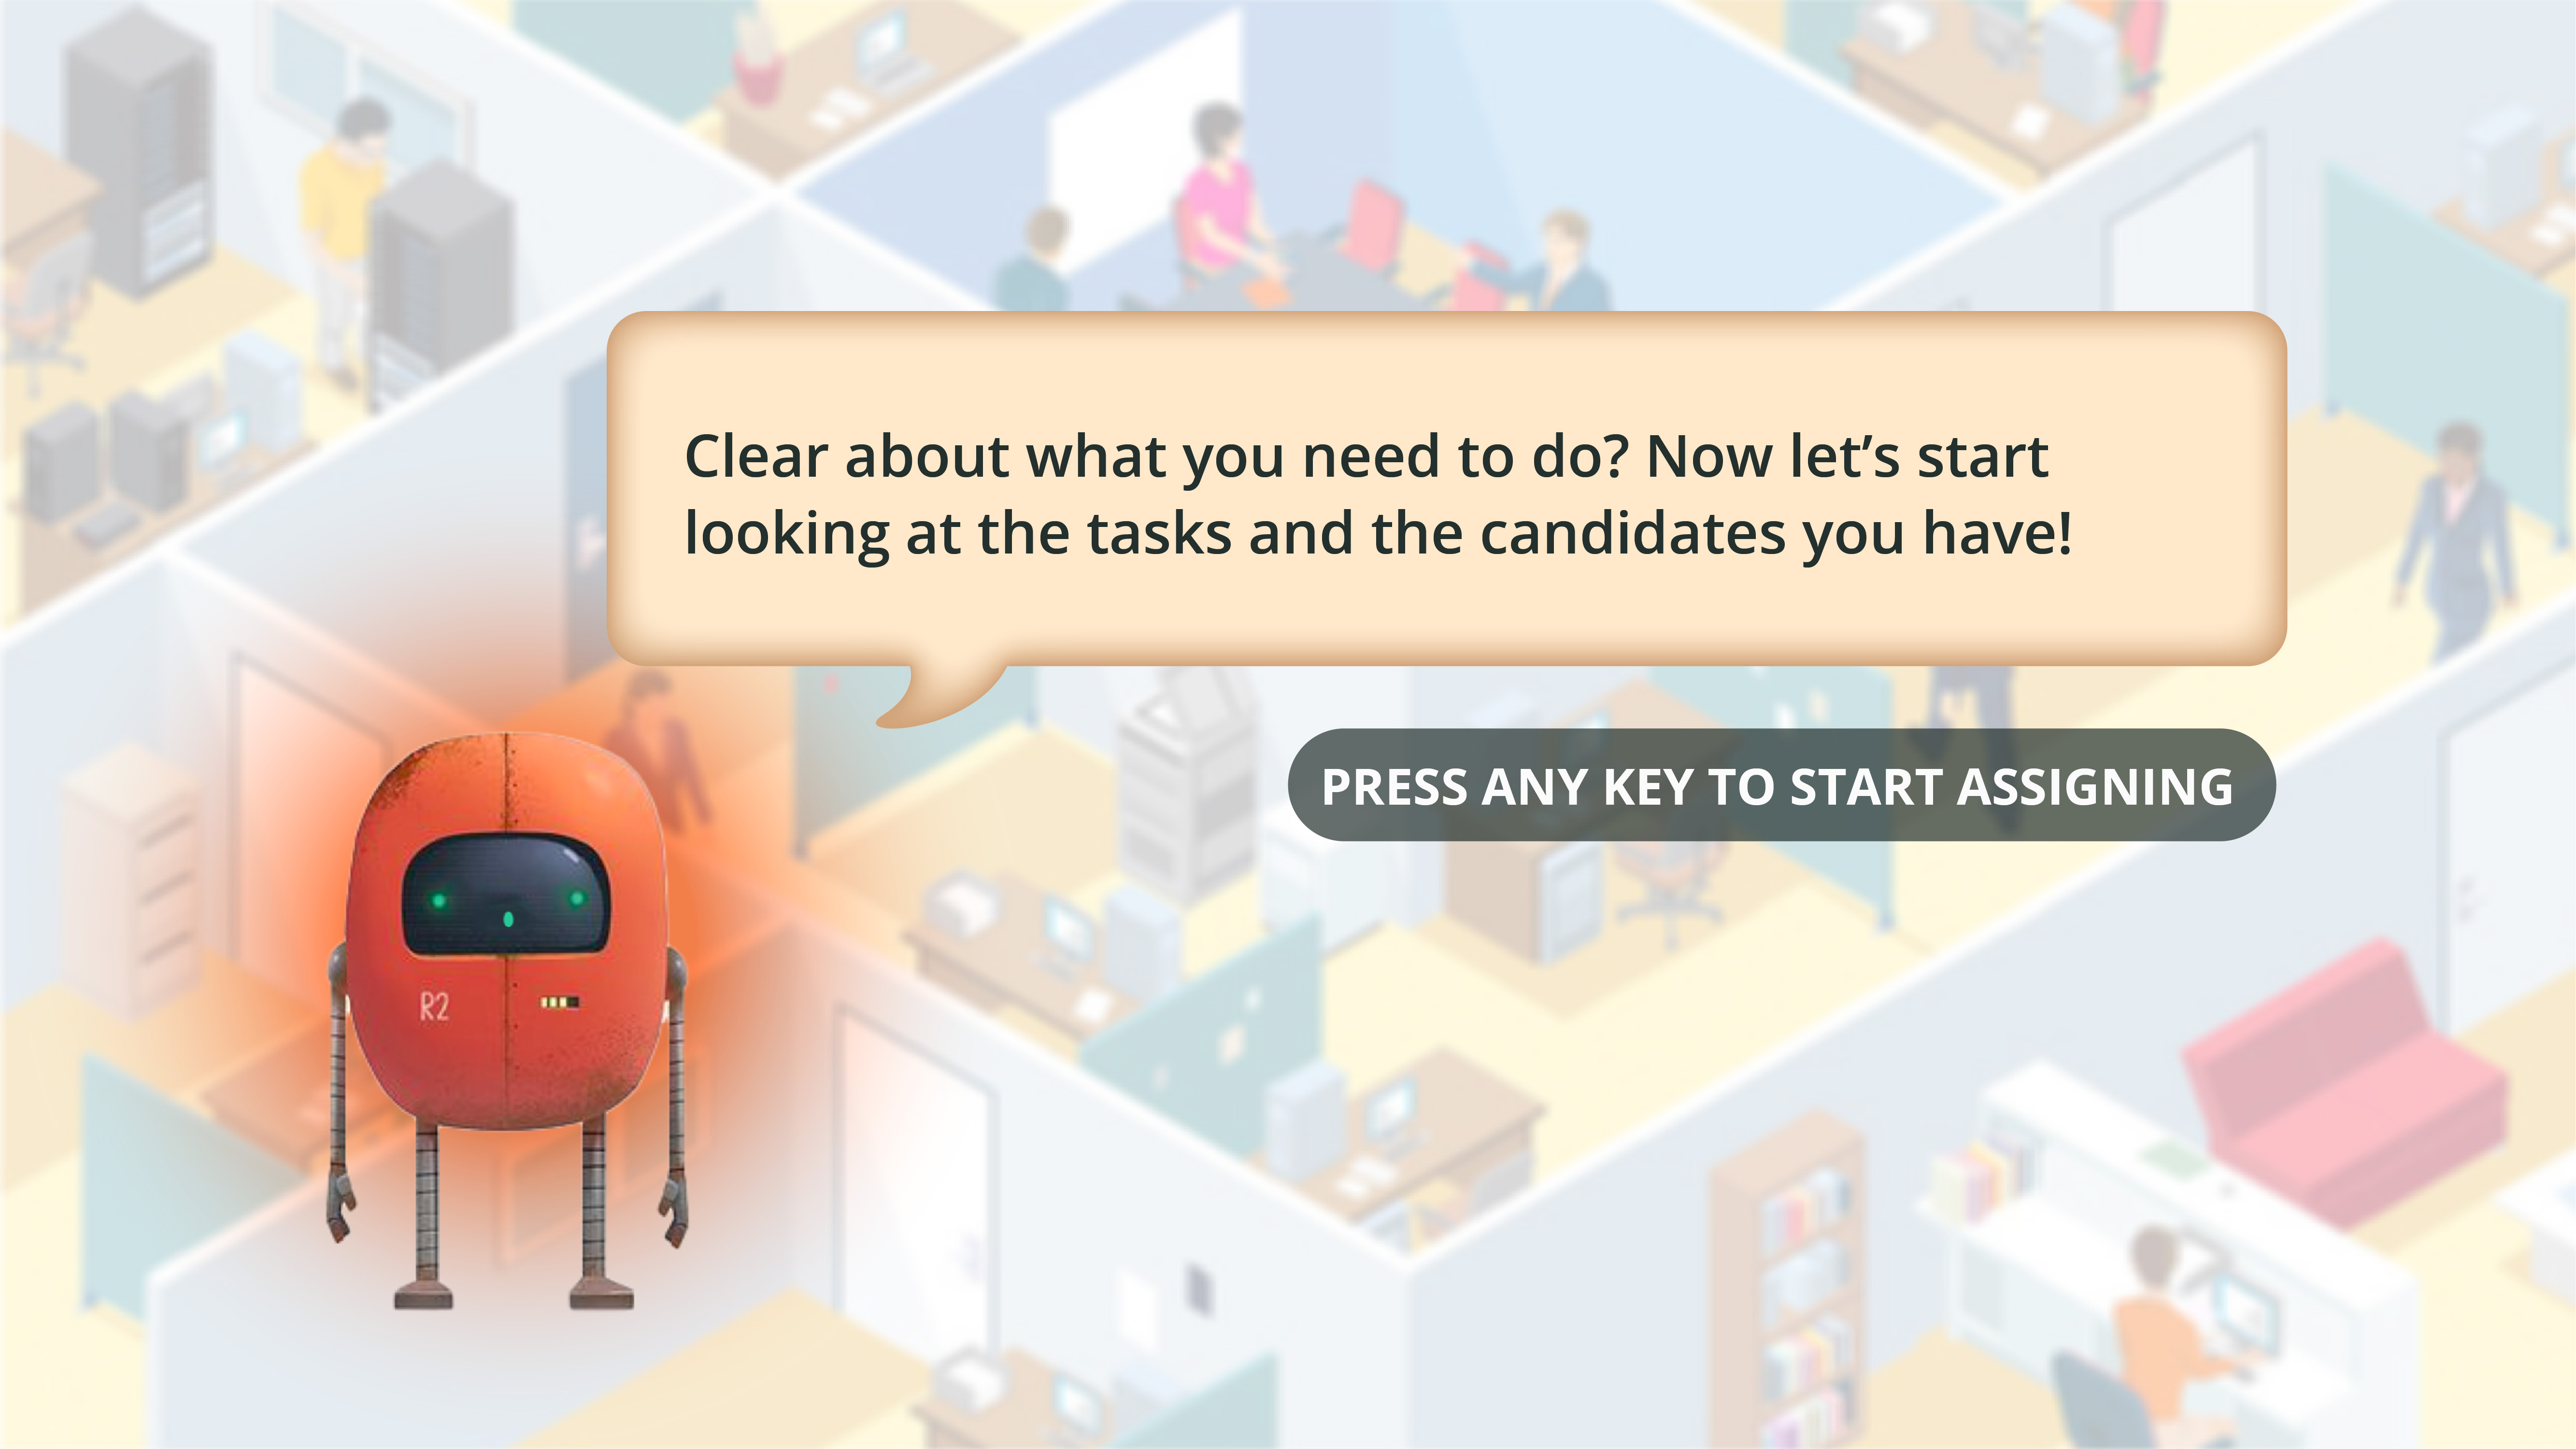 Clear about what you need to do? Now let’s start
looking at the tasks and the candidates you have!
PRESS ANY KEY TO START ASSIGNING
R2